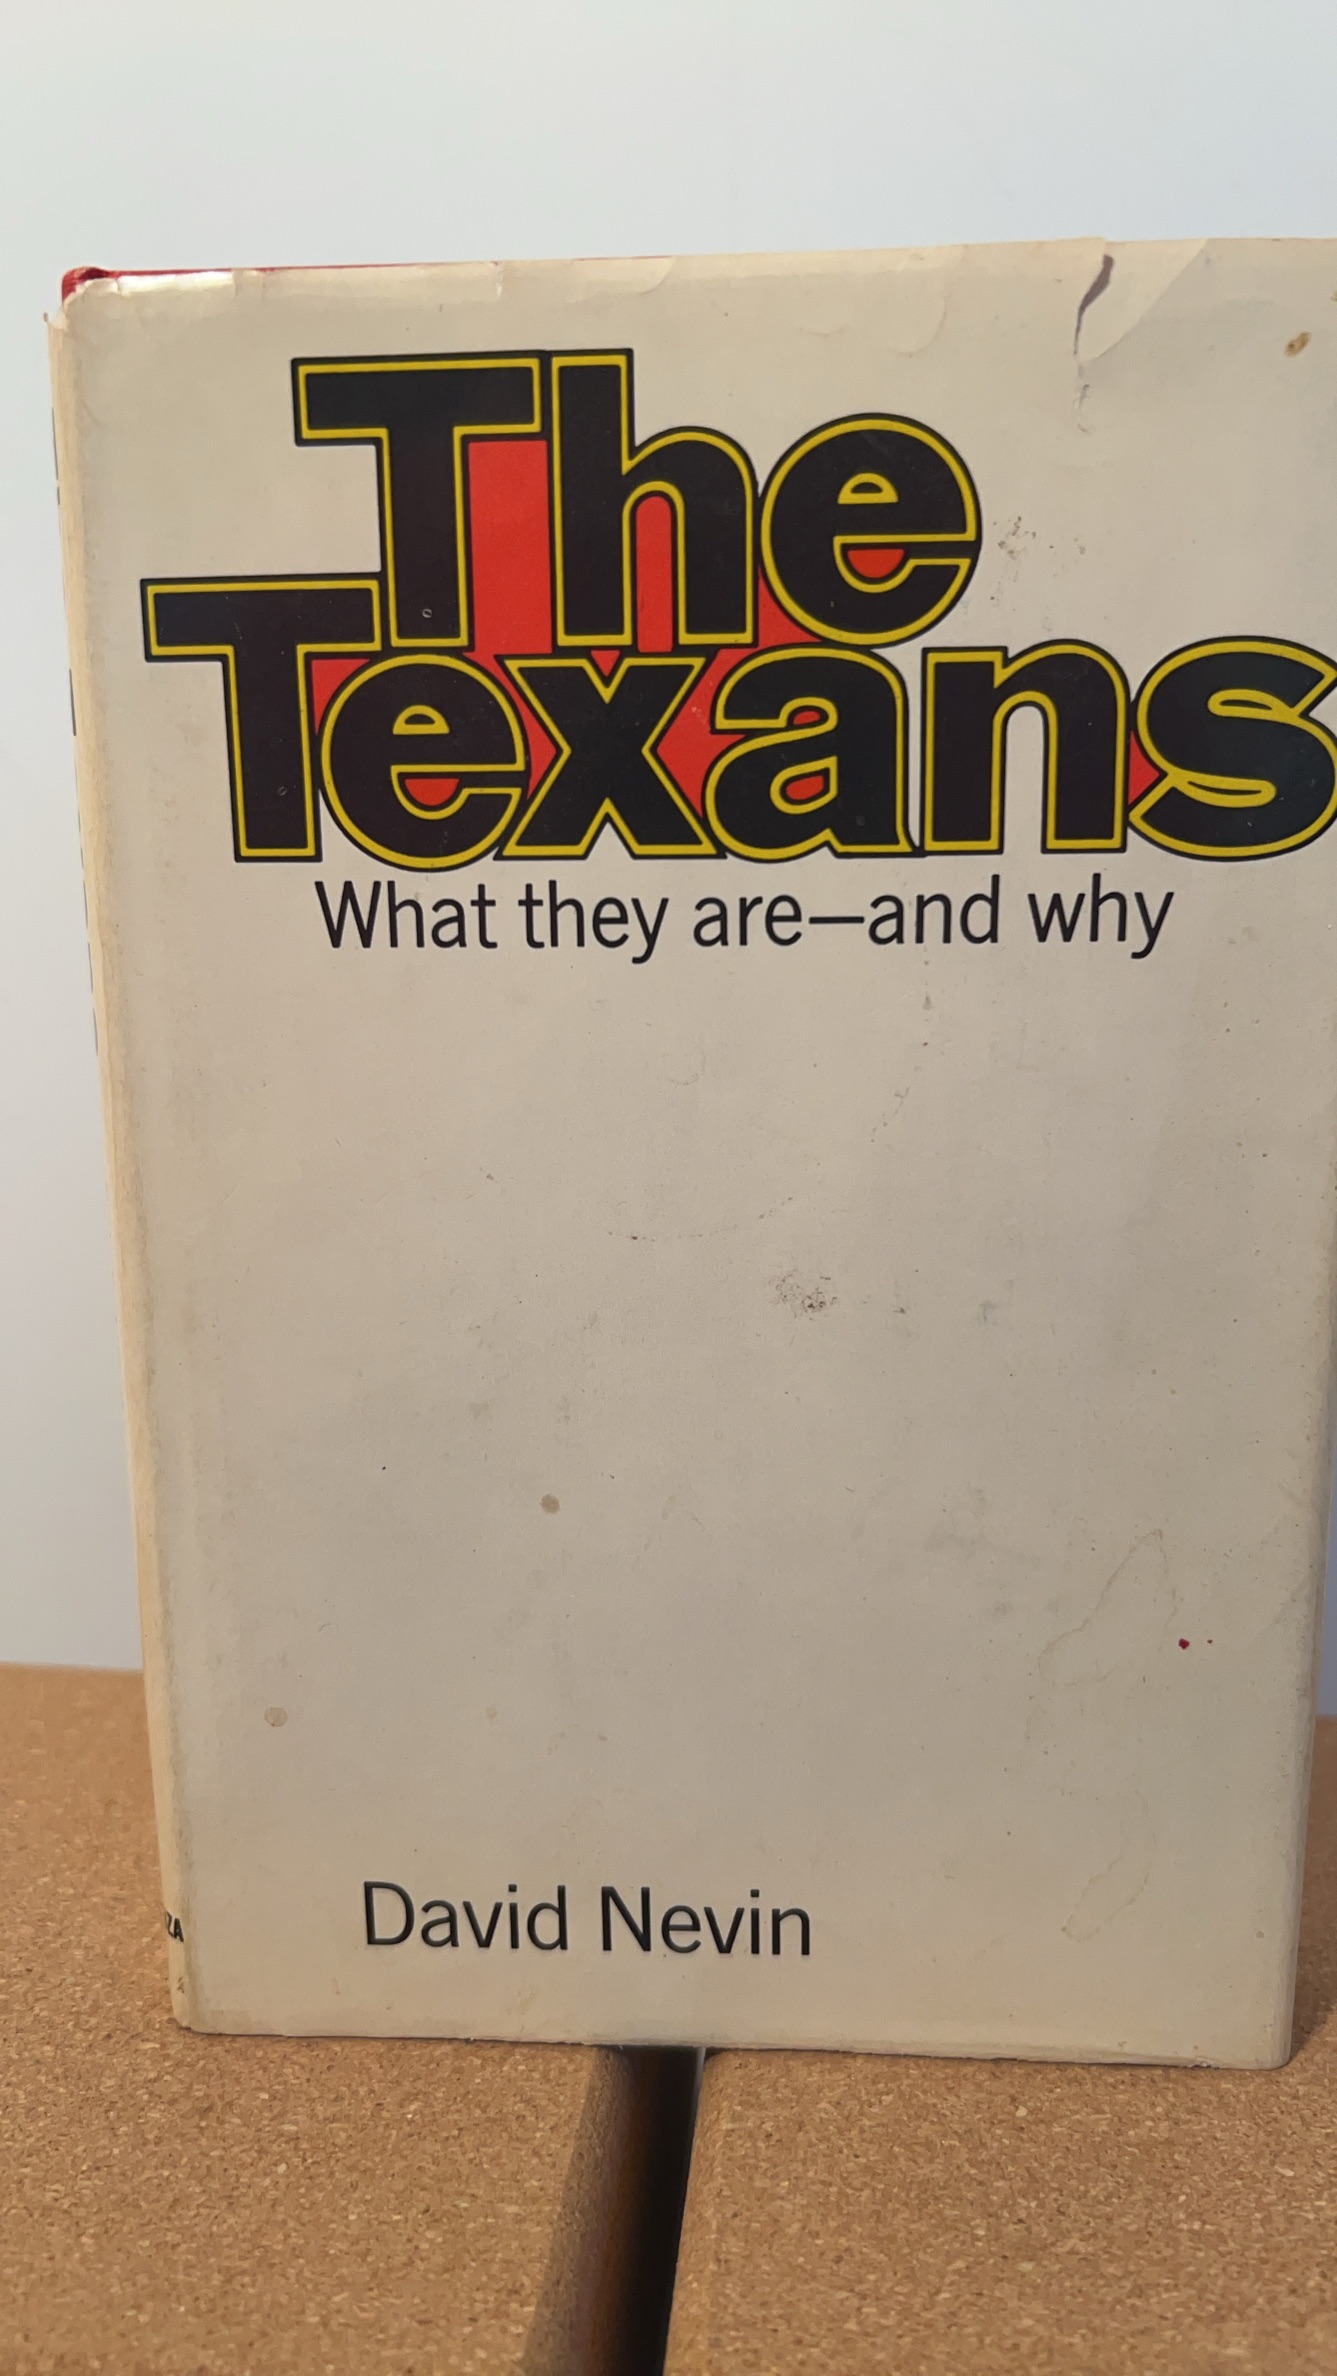 The
Texans
What they are—and why
David Nevin